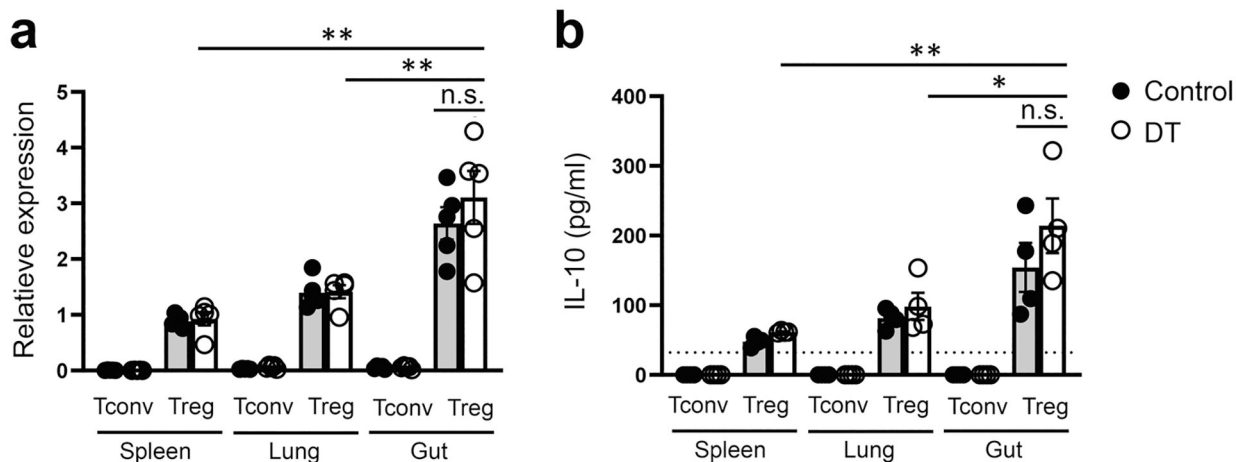 a
**
**
n.s.
5
4
3
2
1
0
Relatieve expression
Tconv Treg Tconv Treg Tconv Treg
Spleen Lung Gut
b
**
*
n.s.
400
300
200
100
0
IL-10 (pg/ml)
Tconv Treg Tconv Treg Tconv Treg
Spleen Lung Gut
Control
DT